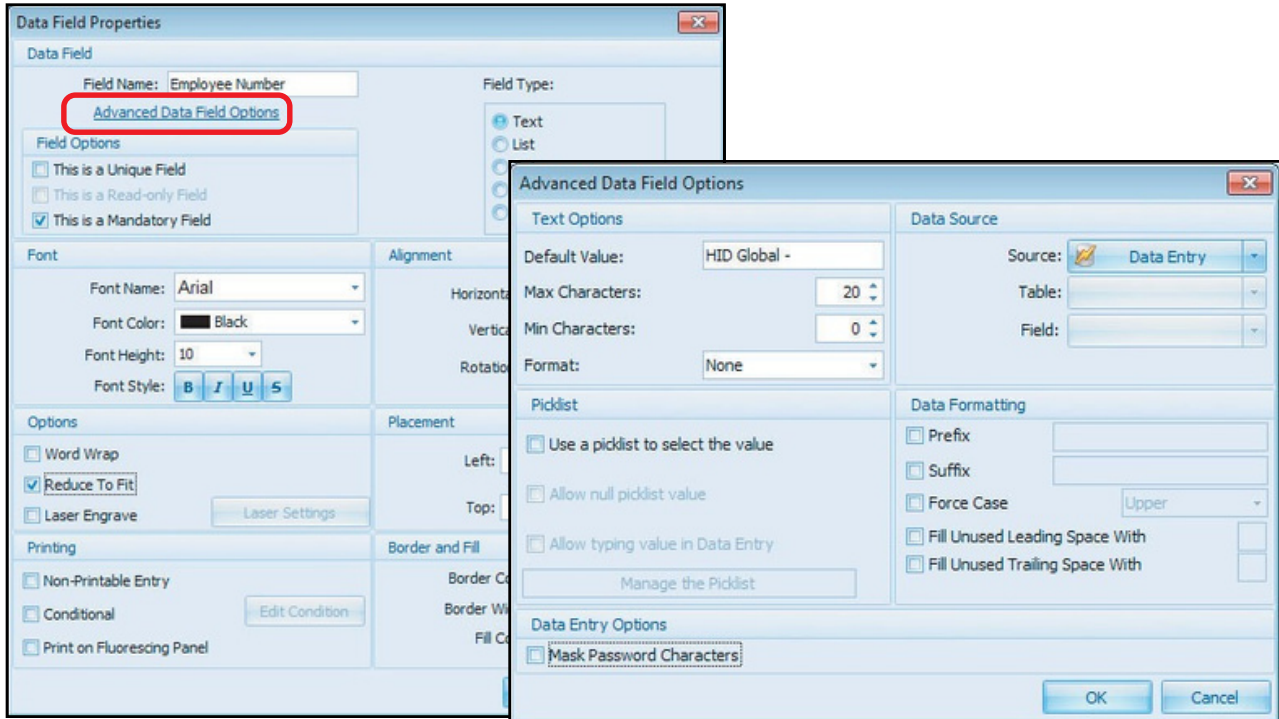 Data Field Properties
Data Field
Field Name: Employee Number
Advanced Data Field Options
Field Type:
Text
List
Field Options
This is a Unique Field
This is a Read-only Field
This is a Mandatory Field
Font
Font Name: Arial
Font Color: Black
Font Height: 10
Font Style: B I U S
Alignment
Options
Word Wrap
Reduce To Fit
Laser Engrave
Laser Settings
Placement
Left:
Top:
Printing
Non-Printable Entry
Conditional
Edit Condition
Print on Fluorescing Panel
Border and Fill
Border
Border
Fill
Advanced Data Field Options
Text Options
Default Value: HID Global -
Max Characters: 20
Min Characters: 0
Format: None
Data Source
Source: Data Entry
Table:
Field:
Picklist
Use a picklist to select the value
Allow null picklist value
Allow typing value in Data Entry
Manage the Picklist
Data Formatting
Prefix
Suffix
Force Case Upper
Fill Unused Leading Space With
Fill Unused Trailing Space With
Data Entry Options
Mask Password Characters
OK Cancel